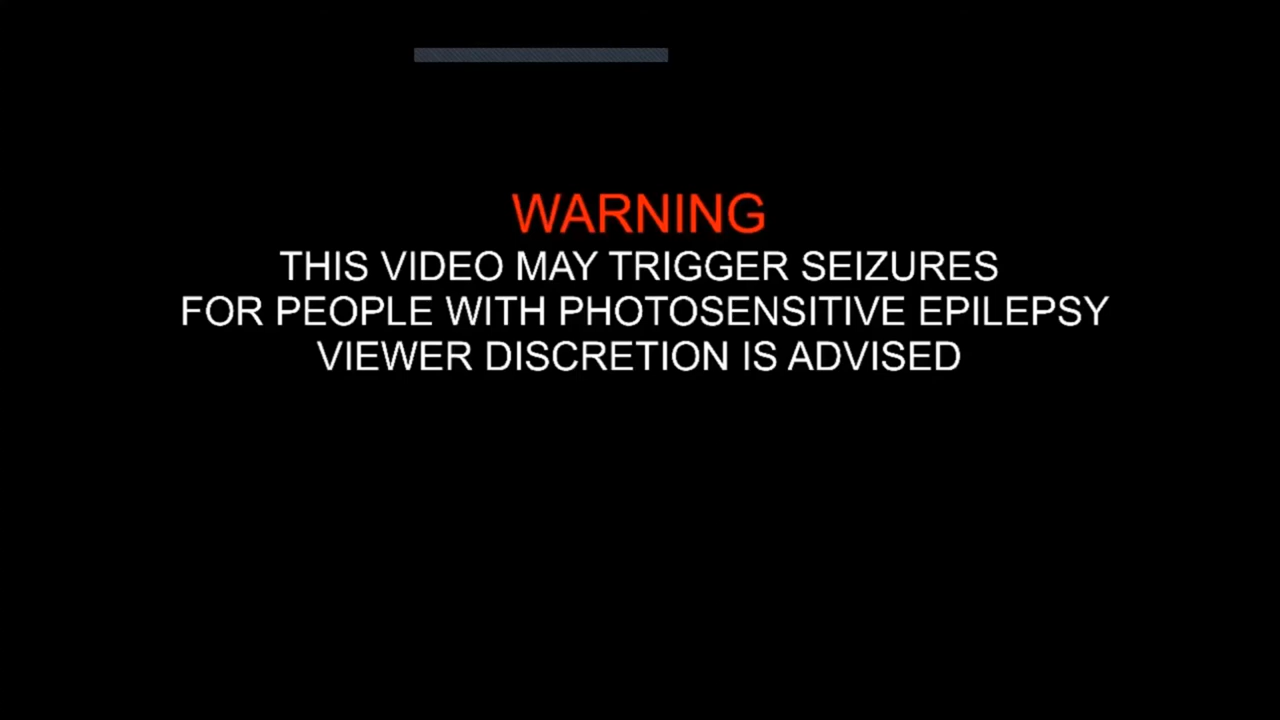 WARNING
THIS VIDEO MAY TRIGGER SEIZURES
FOR PEOPLE WITH PHOTOSENSITIVE EPILEPSY
VIEWER DISCRETION IS ADVISED